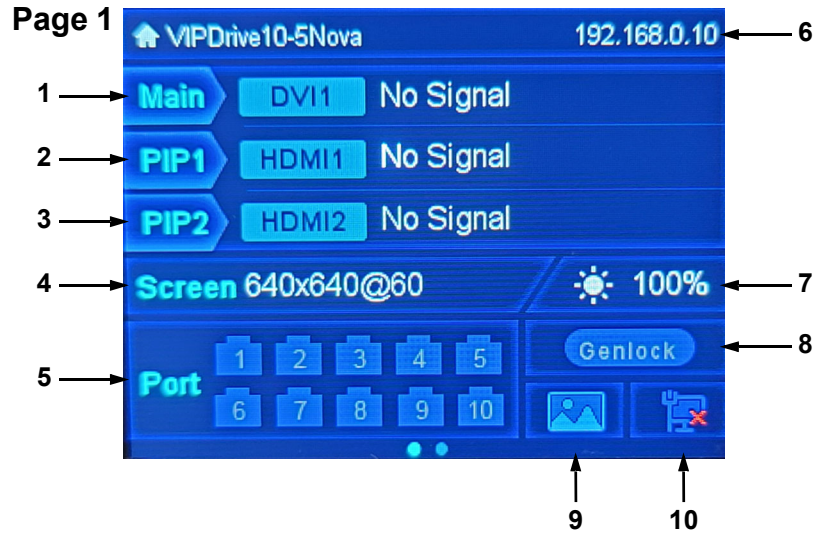 Page 1
VIPDrive10-5Nova 192.168.0.10 6
1 Main DVI1 No Signal
2 PIP1 HDMI1 No Signal
3 PIP2 HDMI2 No Signal
4 Screen 640x640@60 100% 7
Genlock 8
5 Port 1 2 3 4 5
6 7 8 9 10
9 10